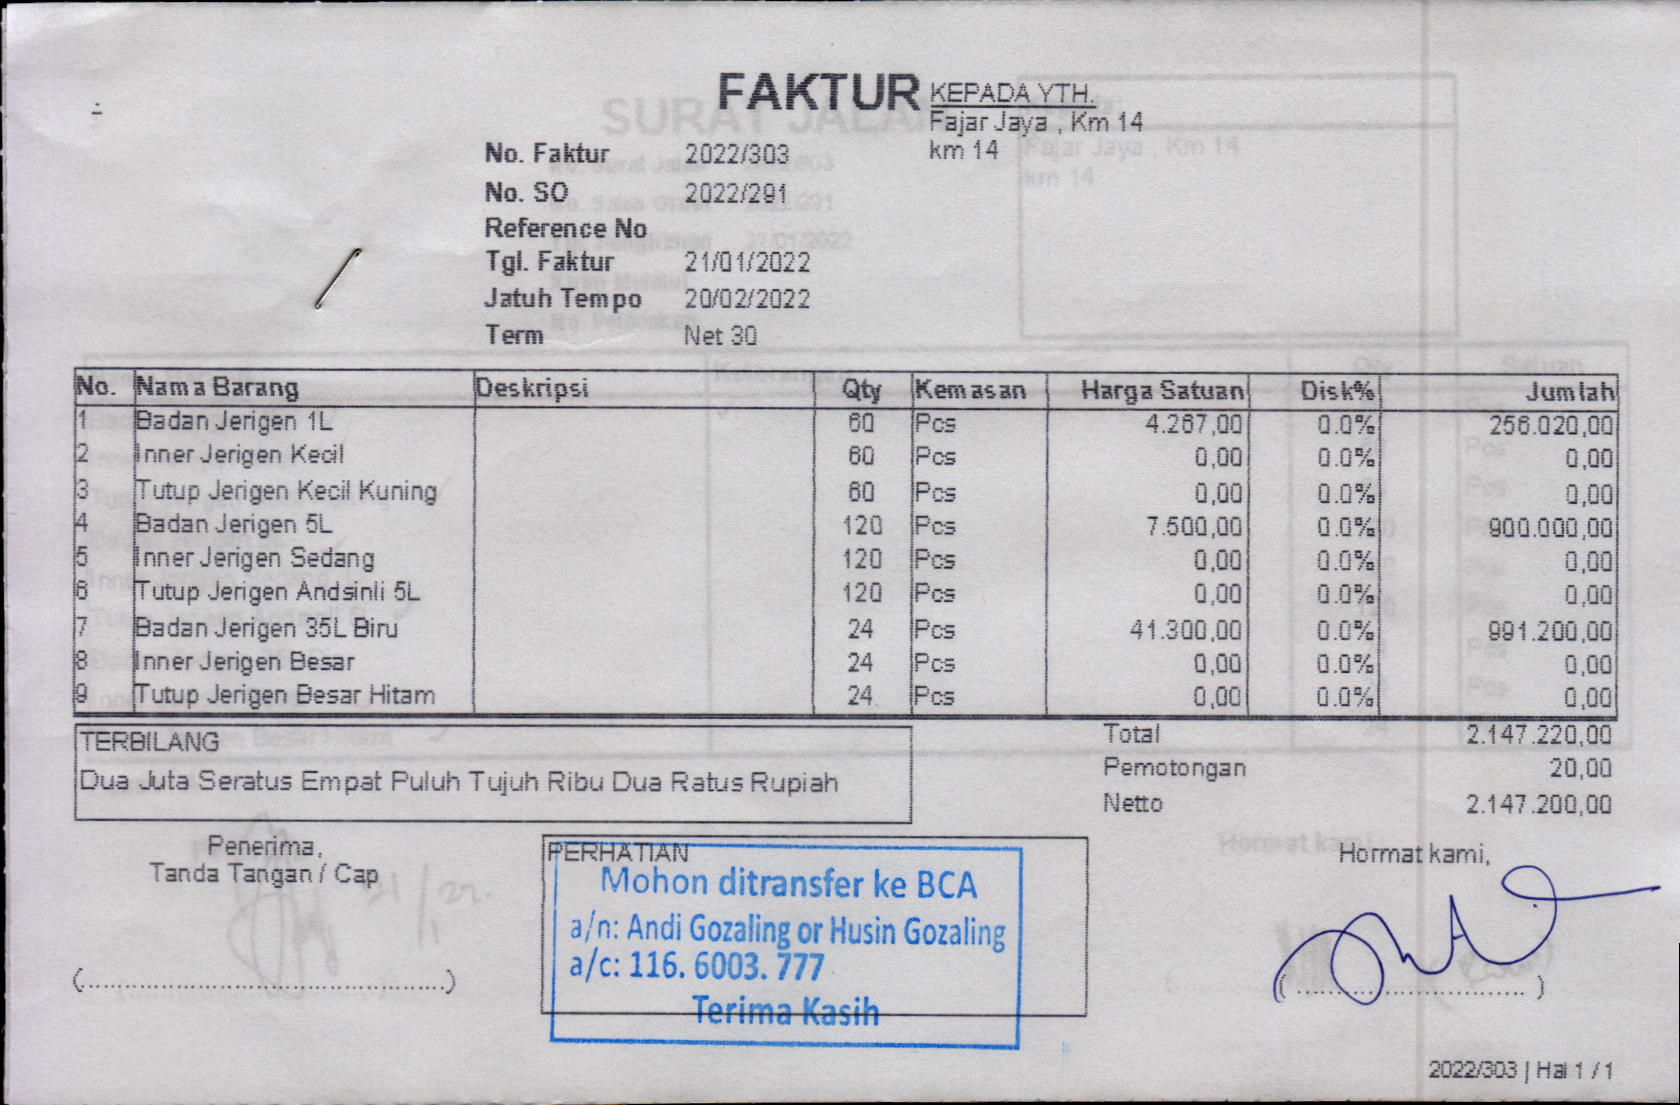 FAKTUR
KEPADA YTH.
Fajar Jaya , Km 14
km 14
No. Faktur 2022/303
No. SO 2022/291
Reference No
Tgl. Faktur 21/01/2022
Jatuh Tempo 20/02/2022
Term Net 30
No. Nama Barang Deskripsi Qty Kemasan Harga Satuan Disk% Jumlah
1 Badan Jerigen 1L 60 Pcs 4.267,00 0.0% 256.020,00
2 Inner Jerigen Kecil 60 Pcs 0,00 0.0% 0,00
3 Tutup Jerigen Kecil Kuning 60 Pcs 0,00 0.0% 0,00
4 Badan Jerigen 5L 120 Pcs 7.500,00 0.0% 900.000,00
5 Inner Jerigen Sedang 120 Pcs 0,00 0.0% 0,00
6 Tutup Jerigen Andsinli 5L 120 Pcs 0,00 0.0% 0,00
7 Badan Jerigen 35L Biru 24 Pcs 41.300,00 0.0% 991.200,00
8 Inner Jerigen Besar 24 Pcs 0,00 0.0% 0,00
9 Tutup Jerigen Besar Hitam 24 Pcs 0,00 0.0% 0,00
TERBILANG
Dua Juta Seratus Empat Puluh Tujuh Ribu Dua Ratus Rupiah
Total 2.147.220,00
Pemotongan 20,00
Netto 2.147.200,00
Penerima,
Tanda Tangan / Cap
PERHATIAN
Mohon ditransfer ke BCA
a/n: Andi Gozaling or Husin Gozaling
a/c: 116. 6003. 777
Terima Kasih
Hormat kami,
2022/303 | Hal 1 / 1